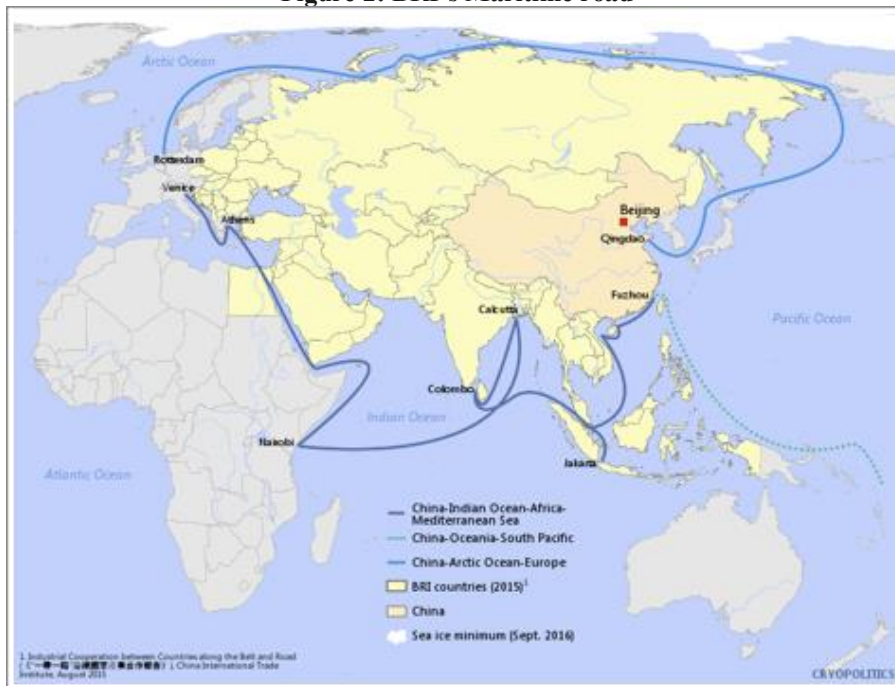 Figure 2: BRI's Maritime road
Arctic Ocean
Rotterdam
Venice
Athens
Beijing
Qingdao
Fuzhou
Calcutta
Pacific Ocean
Colombo
Indian Ocean
Nairobi
Jakarta
Atlantic Ocean
China-Indian Ocean-Africa-
Mediterranean Sea
China-Oceania-South Pacific
China-Arctic Ocean-Europe
BRI countries (2015)1
China
Sea ice minimum (Sept. 2016)
1. Industrial Cooperation between Countries along the Belt and Road
China International Trade
Institute, August 2015
CRYOPOLITICS